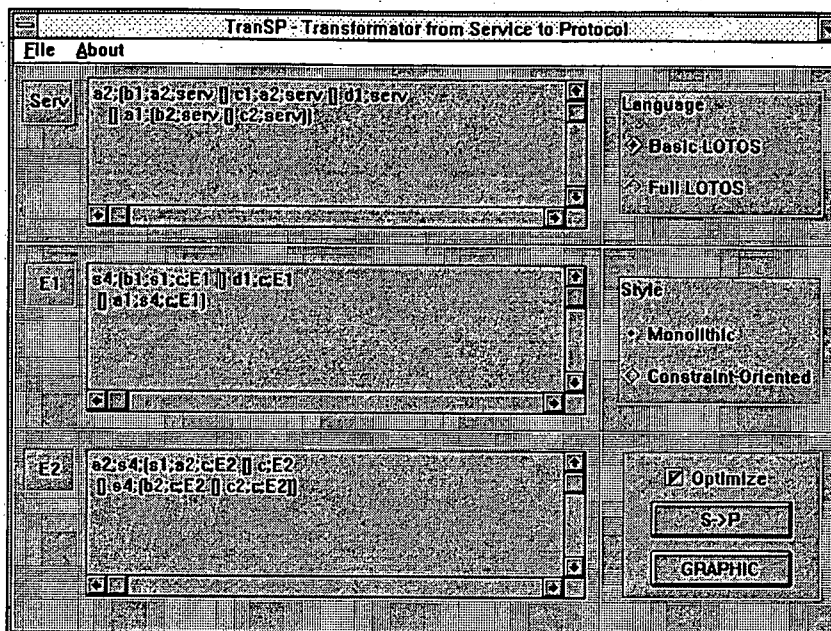 TranSP - Transformator from Service to Protocol
File About
Serv
a2;(b1;a2;serv [] c1;a2;serv [] d1;serv
[] a1;(b2;serv [] c2;serv))
Language
Basic LOTOS
Full LOTOS
E1
s4;(b1;s1;c;E1 [] d1;c;E1
[] a1;s4;c;E1)
Style
Monolithic
Constraint-Oriented
E2
a2;s4;(s1;a2;c;E2 [] c;E2
[] s4;(b2;c;E2 [] c2;c;E2))
Optimize
S->P
GRAPHIC